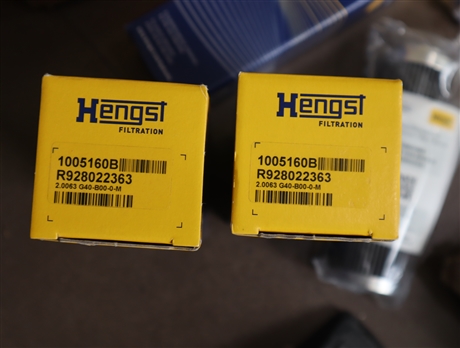 Hengst
FILTRATION
1005160B
R928022363
2.0063 G40-B00-0-M
Hengst
FILTRATION
1005160B
R928022363
2.0063 G40-B00-0-M